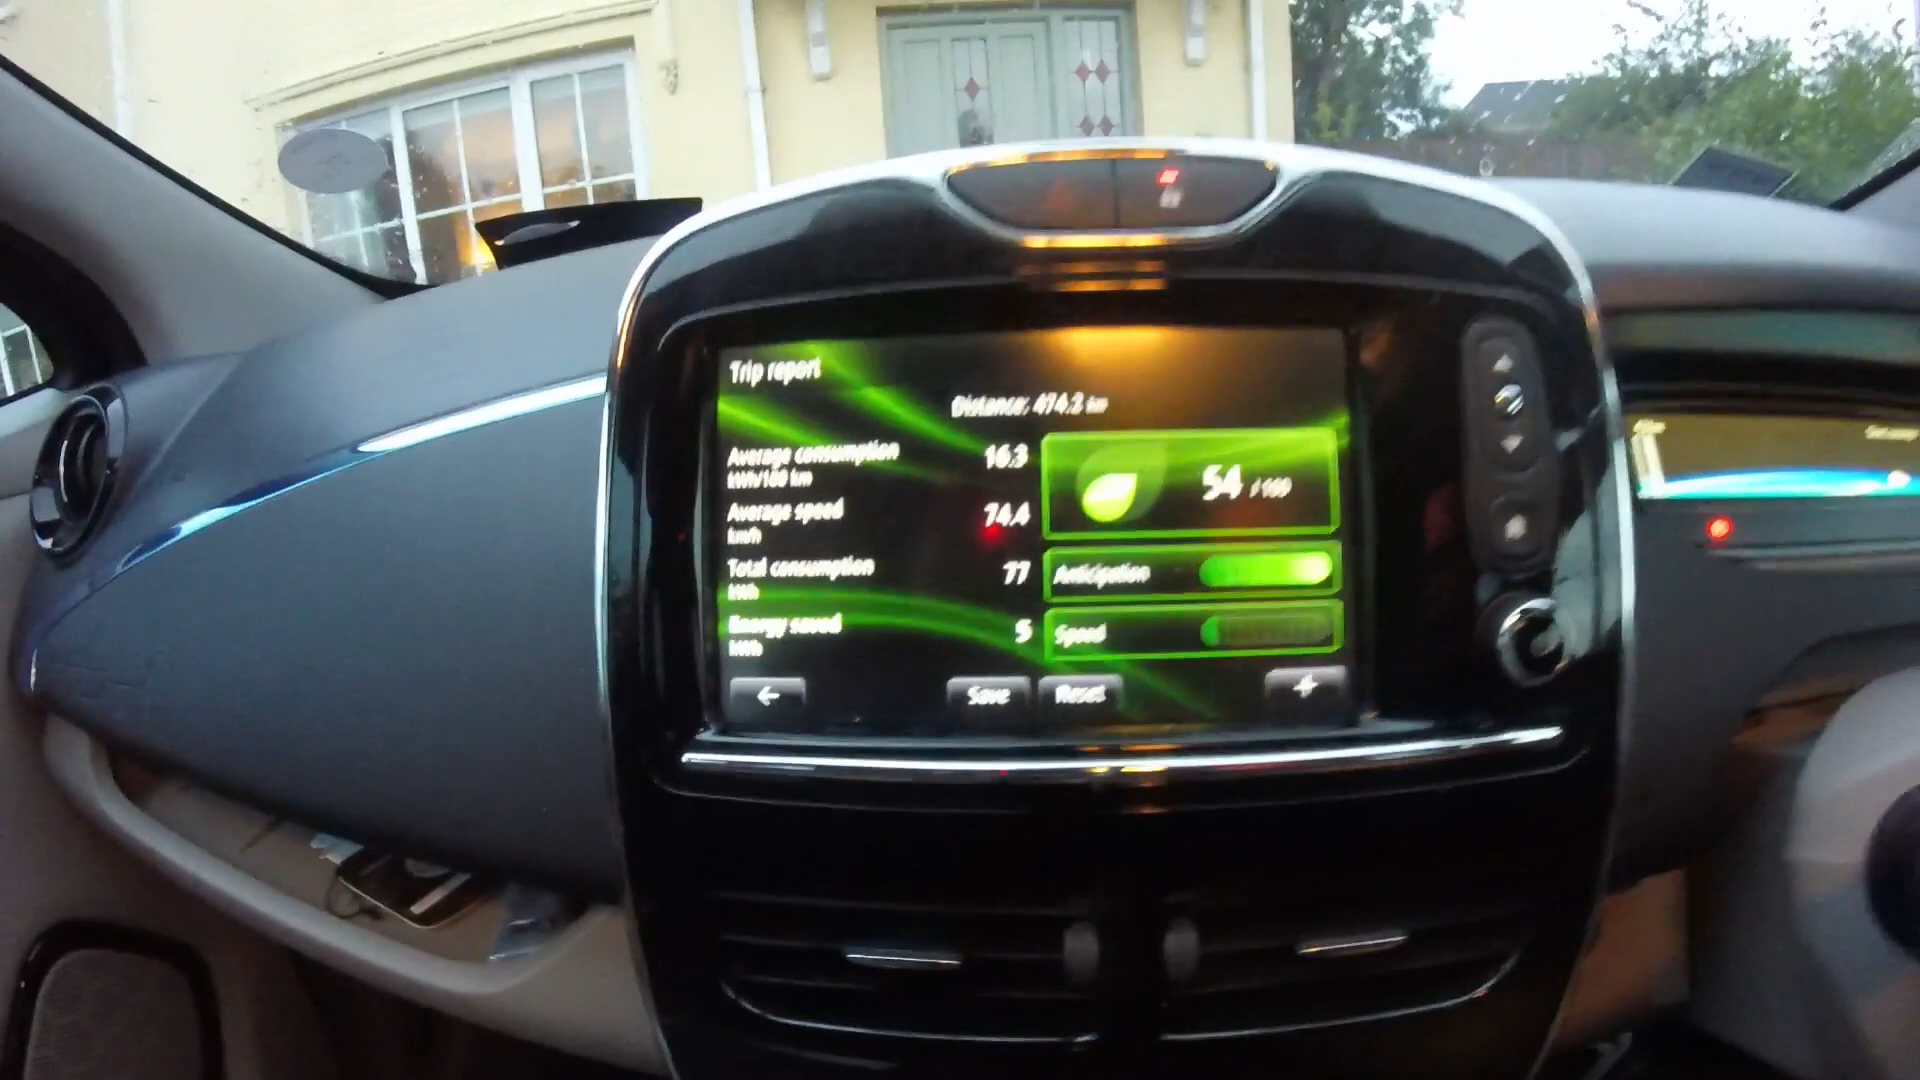 Trip report
Distance: 474.2 km
Average consumption 16.3
kWh/100 km
Average speed 74.4
km/h
Total consumption 77
kWh
Energy saved 5
kWh
54 /100
Anticipation
Speed
Save Reset